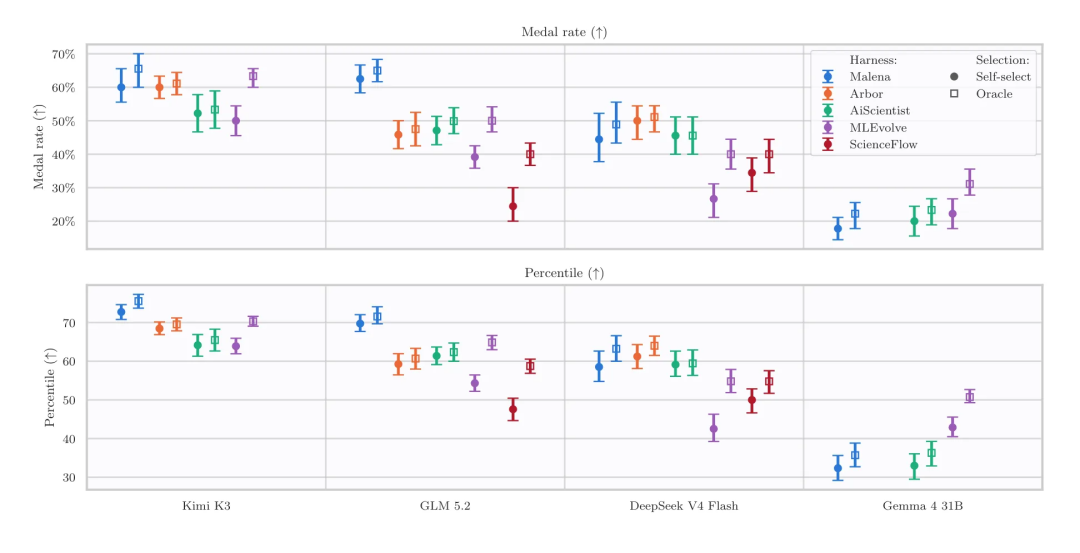 Medal rate (↑)
Medal rate (↑)
70%
60%
50%
40%
30%
20%
Harness:
Malena
Arbor
AiScientist
MLEvolve
ScienceFlow
Selection:
Self-select
Oracle
Percentile (↑)
Percentile (↑)
70
60
50
40
30
Kimi K3
GLM 5.2
DeepSeek V4 Flash
Gemma 4 31B